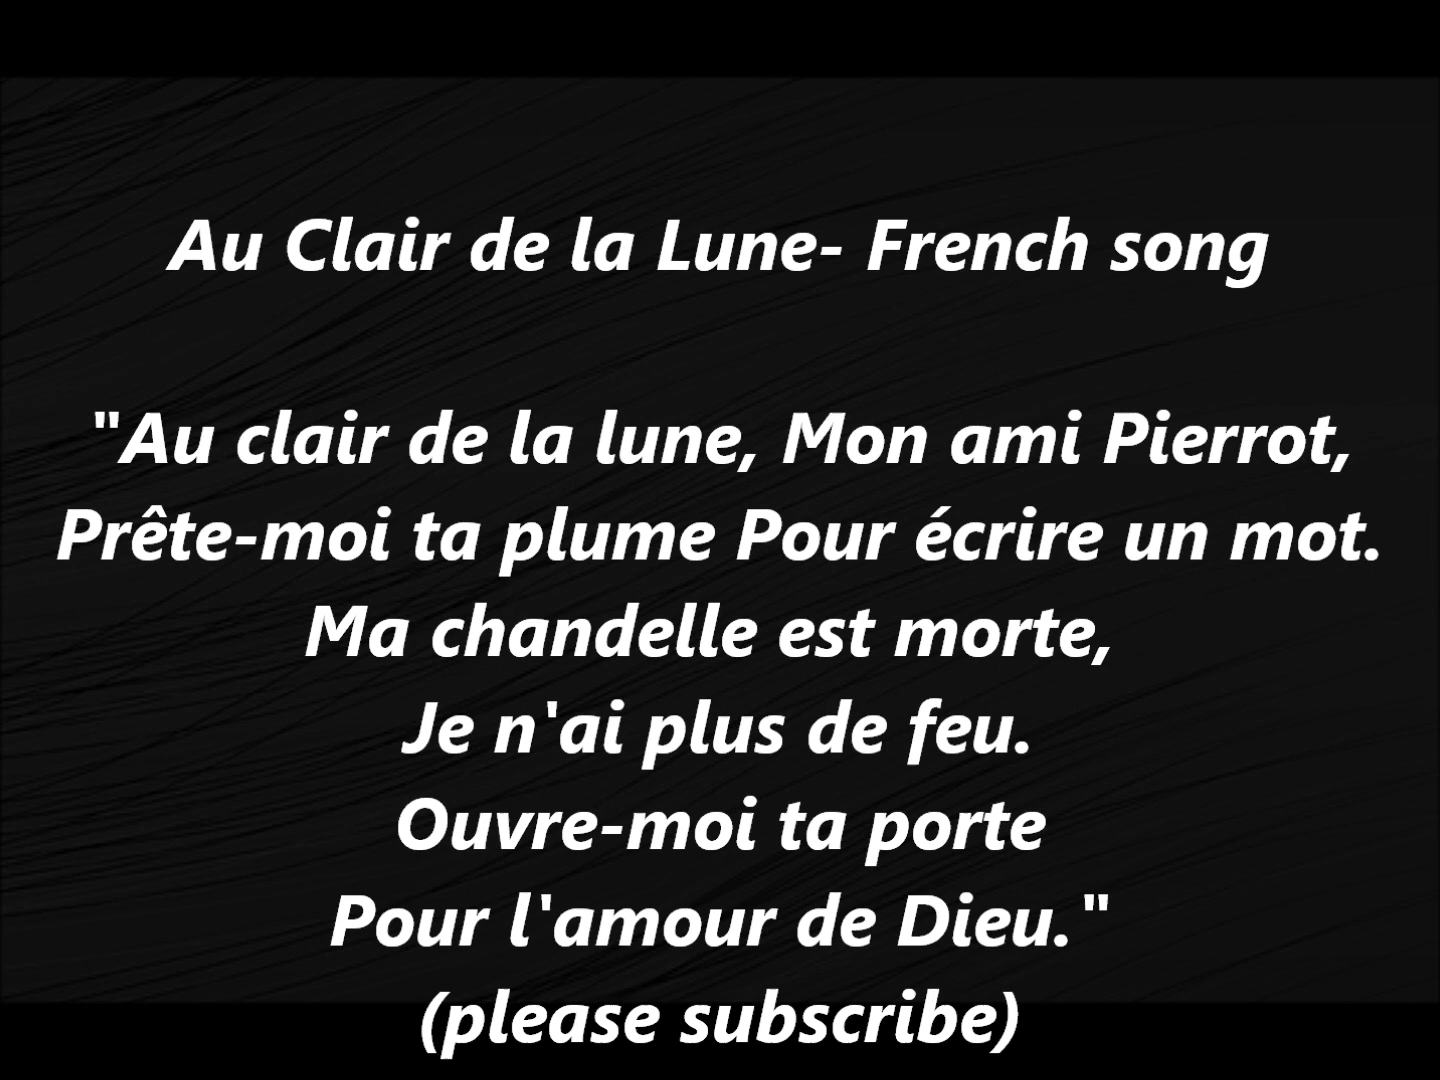 Au Clair de la Lune- French song
"Au clair de la lune, Mon ami Pierrot,
Prête-moi ta plume Pour écrire un mot.
Ma chandelle est morte,
Je n'ai plus de feu.
Ouvre-moi ta porte
Pour l'amour de Dieu."
(please subscribe)